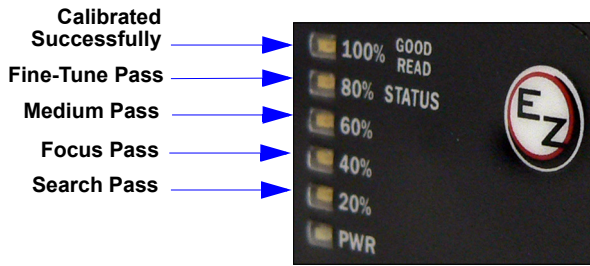 Calibrated
Successfully
Fine-Tune Pass
Medium Pass
Focus Pass
Search Pass
100% GOOD
READ
80% STATUS
60%
40%
20%
PWR
EZ